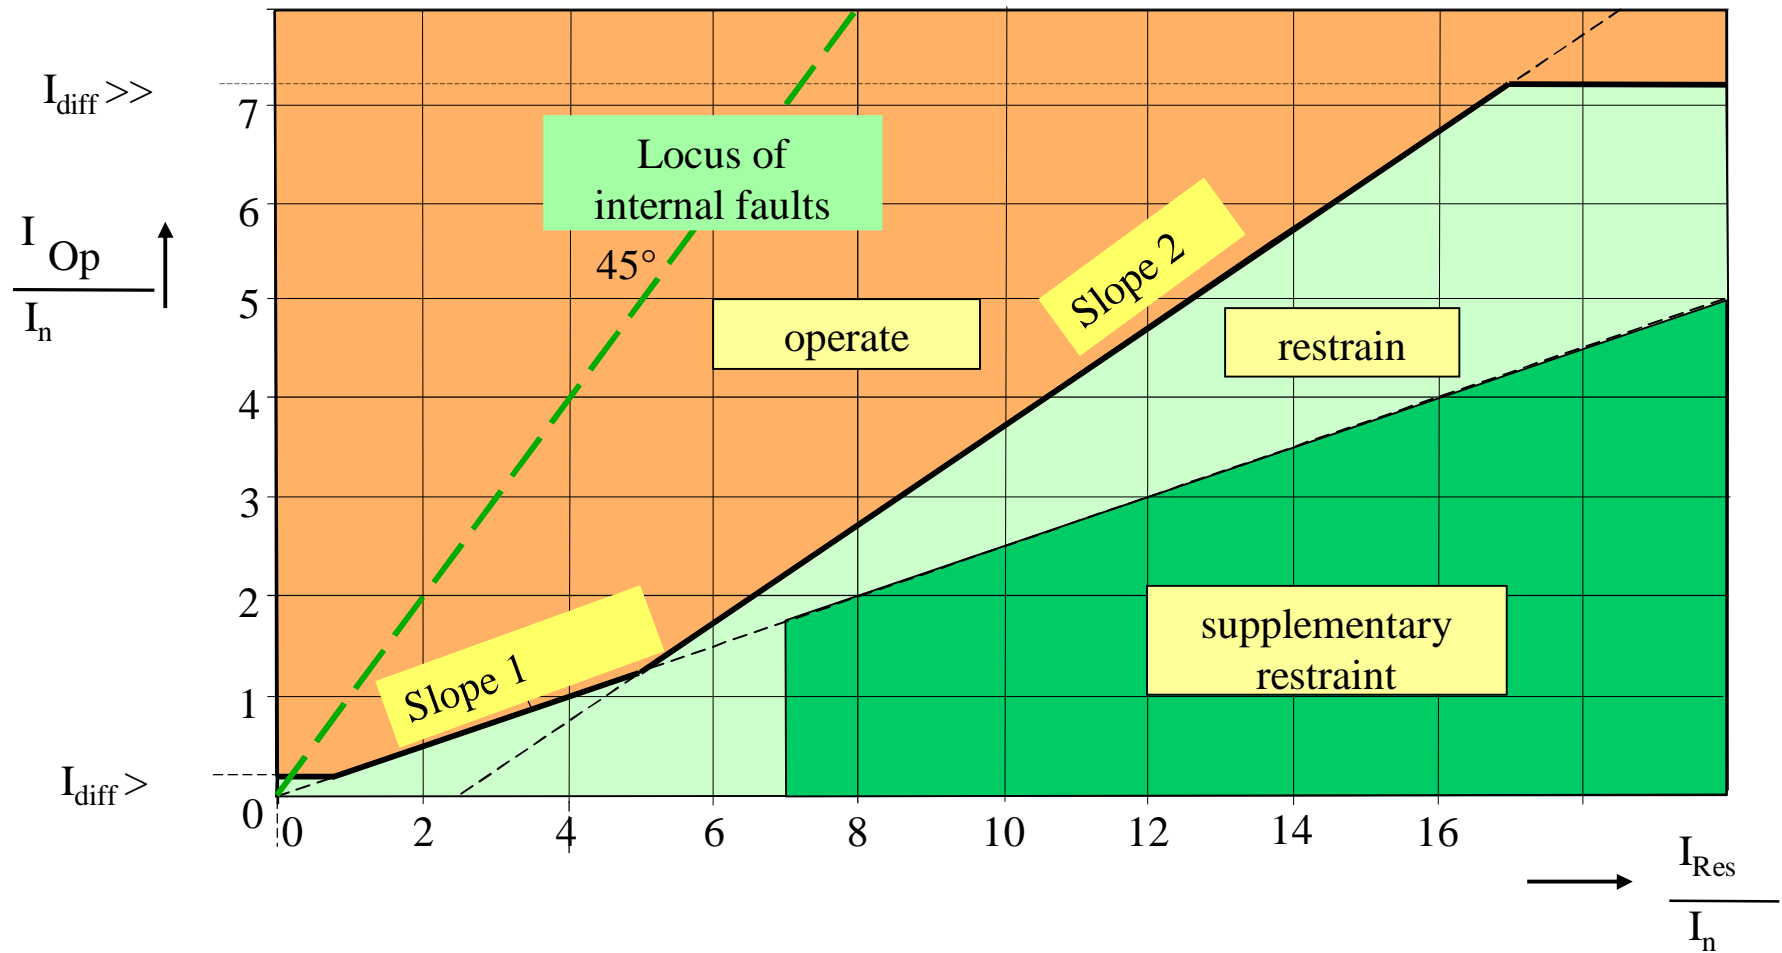 I_diff >>
7
Locus of
internal faults
6
I_Op
I_n
45°
Slope 2
5
operate
restrain
4
3
2
supplementary
restraint
Slope 1
1
I_diff >
0
0 2 4 6 8 10 12 14 16
I_Res
I_n